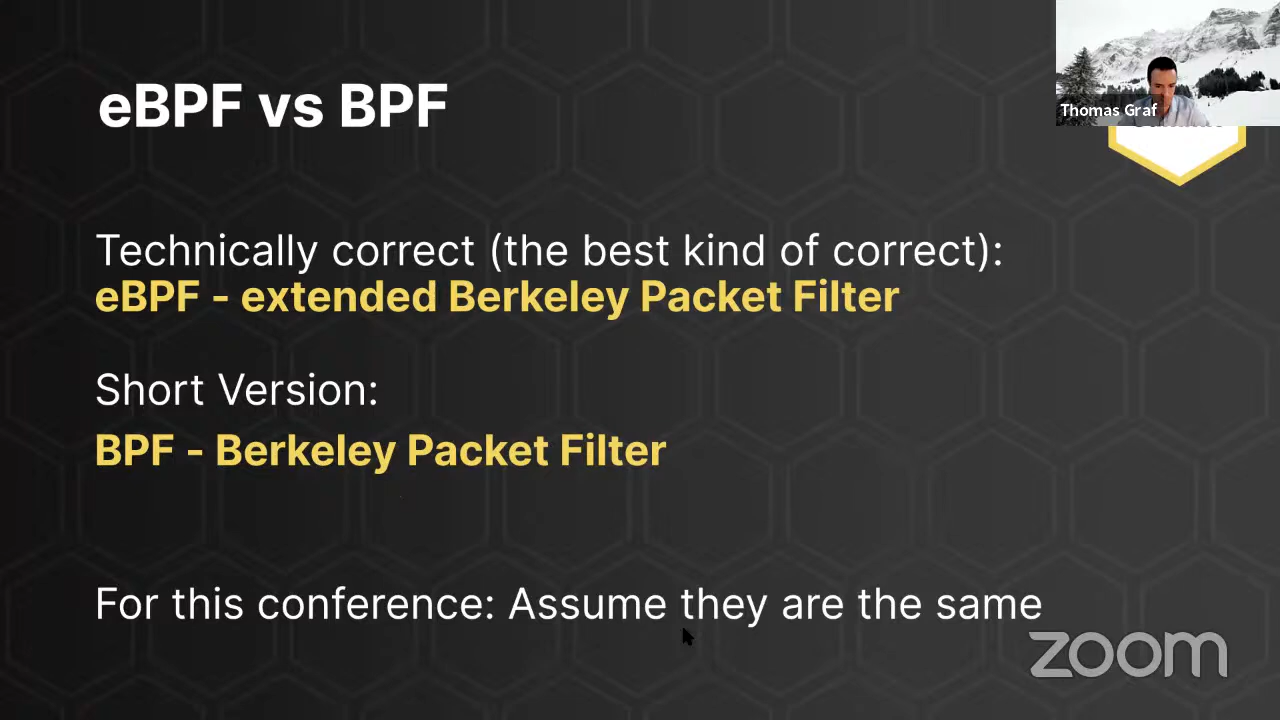 eBPF vs BPF
Thomas Graf
Technically correct (the best kind of correct):
eBPF - extended Berkeley Packet Filter
Short Version:
BPF - Berkeley Packet Filter
For this conference: Assume they are the same
zoom